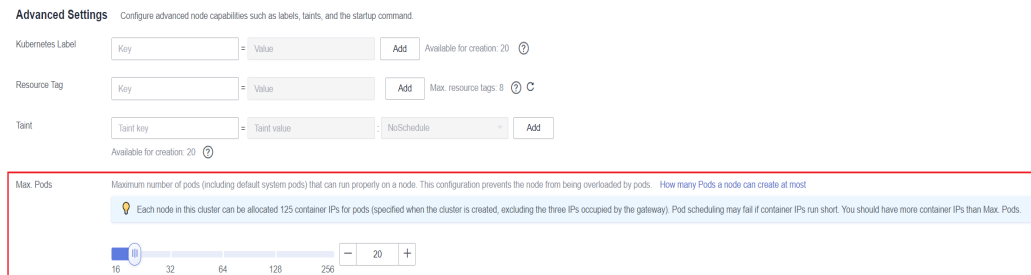 Advanced Settings Configure advanced node capabilities such as labels, taints, and the startup command.
Kubernetes Label Key = Value Add Available for creation: 20 ?
Resource Tag Key = Value Add Max. resource tags: 8 ?
Taint Taint key = Taint value : NoSchedule Add
Available for creation: 20 ?
Max. Pods Maximum number of pods (including default system pods) that can run properly on a node. This configuration prevents the node from being overloaded by pods. How many Pods a node can create at most
Each node in this cluster can be allocated 125 container IPs for pods (specified when the cluster is created, excluding the three IPs occupied by the gateway). Pod scheduling may fail if container IPs run short. You should have more container IPs than Max. Pods.
− 20 +
16 32 64 128 256